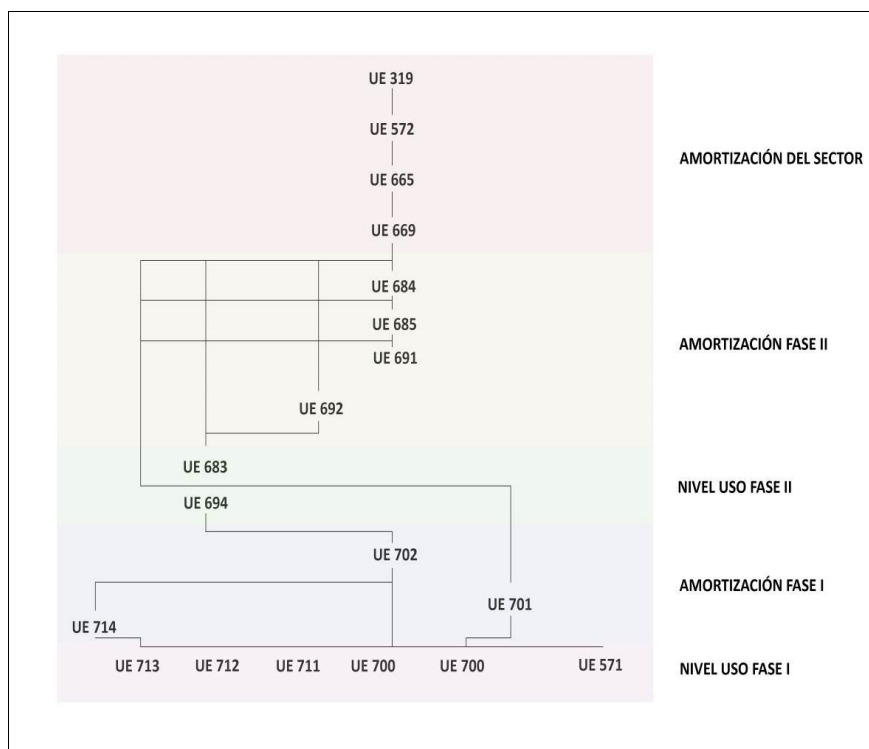 UE 319
UE 572
AMORTIZACIÓN DEL SECTOR
UE 665
UE 669
UE 684
UE 685
AMORTIZACIÓN FASE II
UE 691
UE 692
UE 683
NIVEL USO FASE II
UE 694
UE 702
AMORTIZACIÓN FASE I
UE 701
UE 714
UE 713 UE 712 UE 711 UE 700 UE 700 UE 571 NIVEL USO FASE I